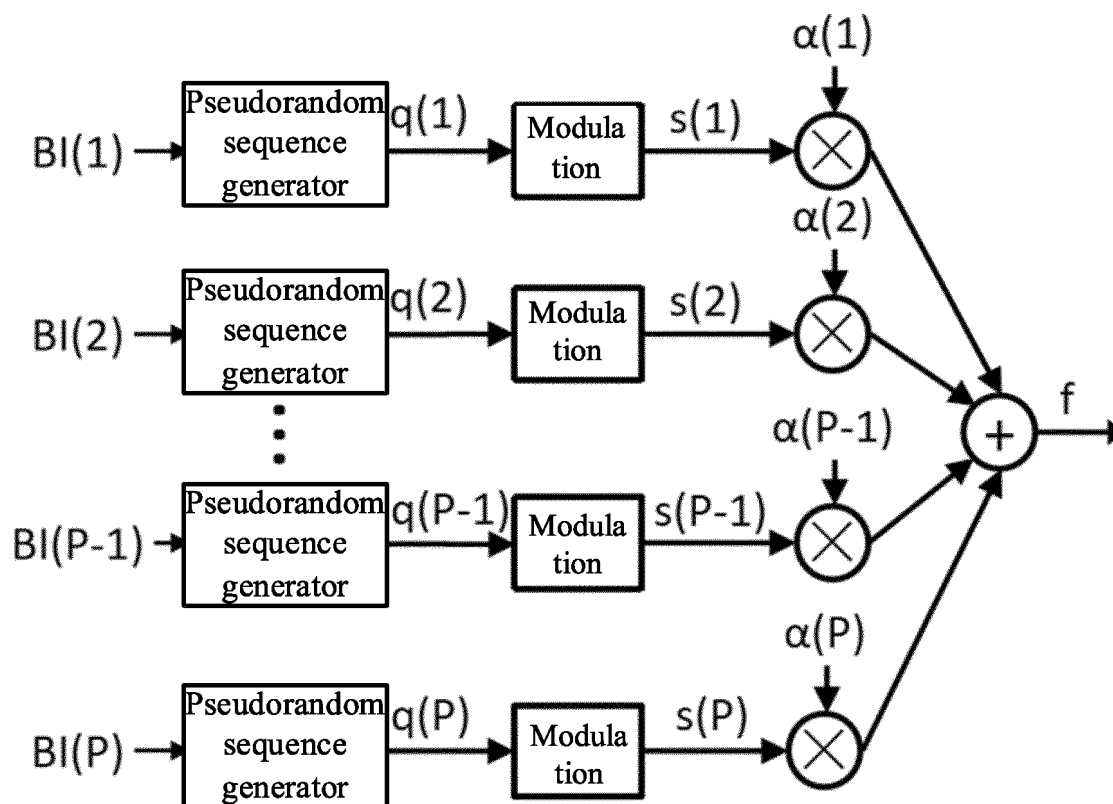 α(1)
BI(1)
Pseudorandom
sequence
generator
q(1)
Modula
tion
s(1)
α(2)
BI(2)
Pseudorandom
sequence
generator
q(2)
Modula
tion
s(2)
f
+
α(P-1)
BI(P-1)
Pseudorandom
sequence
generator
q(P-1)
Modula
tion
s(P-1)
α(P)
BI(P)
Pseudorandom
sequence
generator
q(P)
Modula
tion
s(P)